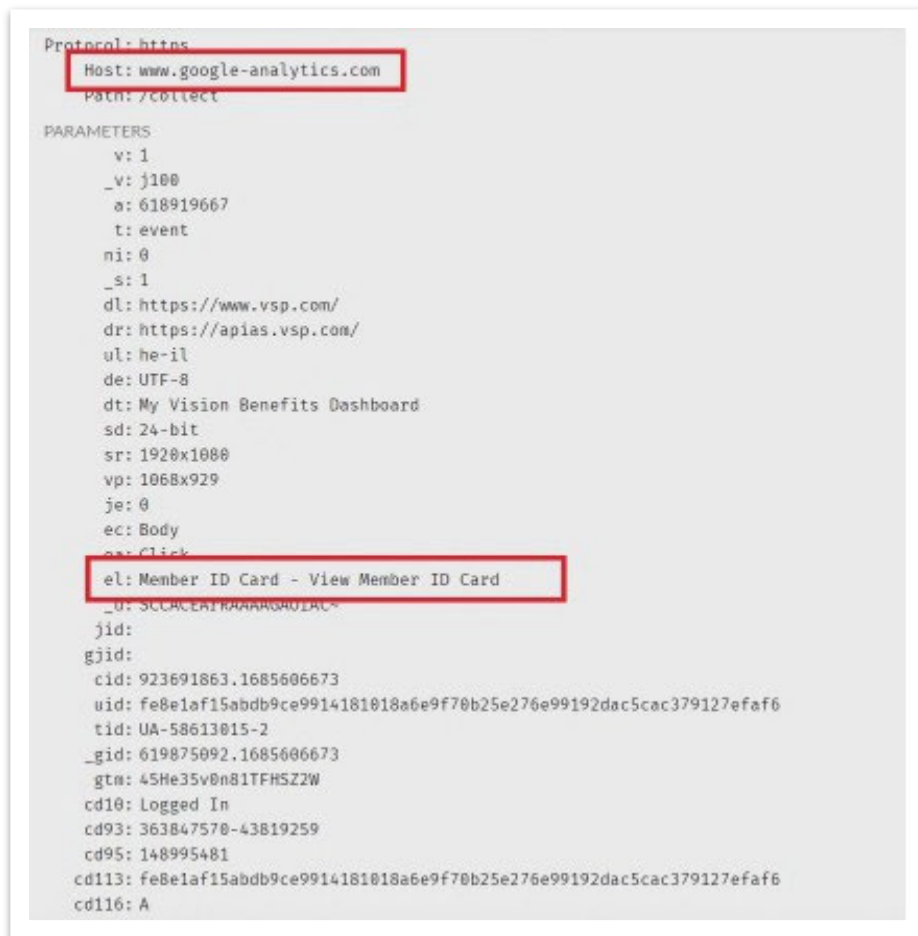 Protocol: https
Host: www.google-analytics.com
Path: /collect
PARAMETERS
v: 1
_v: j100
a: 618919667
t: event
ni: 0
_s: 1
dl: https://www.vsp.com/
dr: https://apias.vsp.com/
ul: he-il
de: UTF-8
dt: My Vision Benefits Dashboard
sd: 24-bit
sr: 1920x1080
vp: 1068x929
je: 0
ec: Body
ea: Click
el: Member ID Card - View Member ID Card
_u:
jid:
gjid:
cid: 923691863.1685606673
uid: fe8e1af15abdb9ce9914181018a6e9f70b25e276e99192dac5cac379127efaf6
tid: UA-58613015-2
_gid: 619875092.1685606673
gtm: 45He35v0n81TFHSZ2W
cd10: Logged In
cd93: 363847570-43819259
cd95: 148995481
cd113: fe8e1af15abdb9ce9914181018a6e9f70b25e276e99192dac5cac379127efaf6
cd116: A